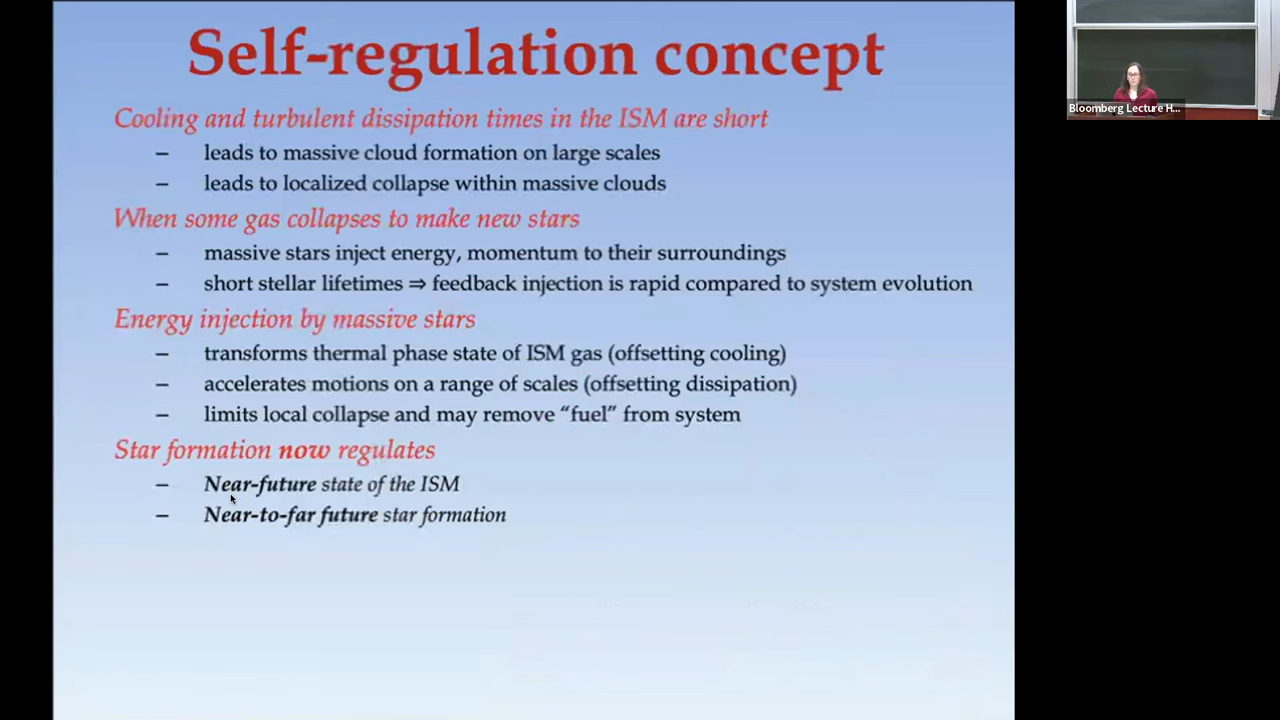 Self-regulation concept
Cooling and turbulent dissipation times in the ISM are short
– leads to massive cloud formation on large scales
– leads to localized collapse within massive clouds
When some gas collapses to make new stars
– massive stars inject energy, momentum to their surroundings
– short stellar lifetimes ⇒ feedback injection is rapid compared to system evolution
Energy injection by massive stars
– transforms thermal phase state of ISM gas (offsetting cooling)
– accelerates motions on a range of scales (offsetting dissipation)
– limits local collapse and may remove “fuel” from system
Star formation now regulates
– Near-future state of the ISM
– Near-to-far future star formation
Bloomberg Lecture H...